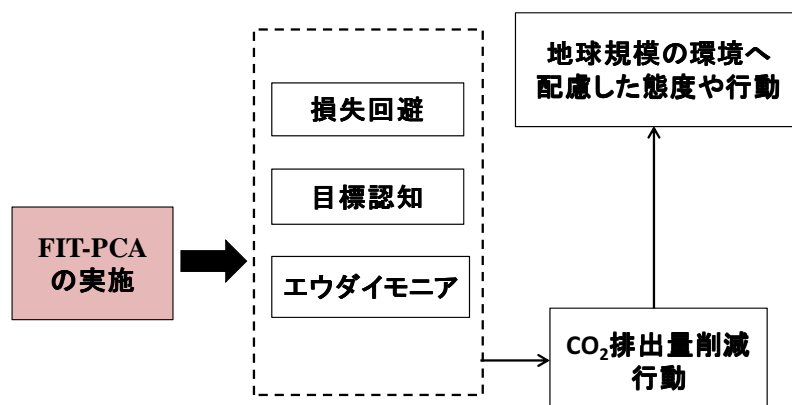 地球規模の環境へ
配慮した態度や行動
損失回避
目標認知
エウダイモニア
FIT-PCA
の実施
CO₂排出量削減
行動